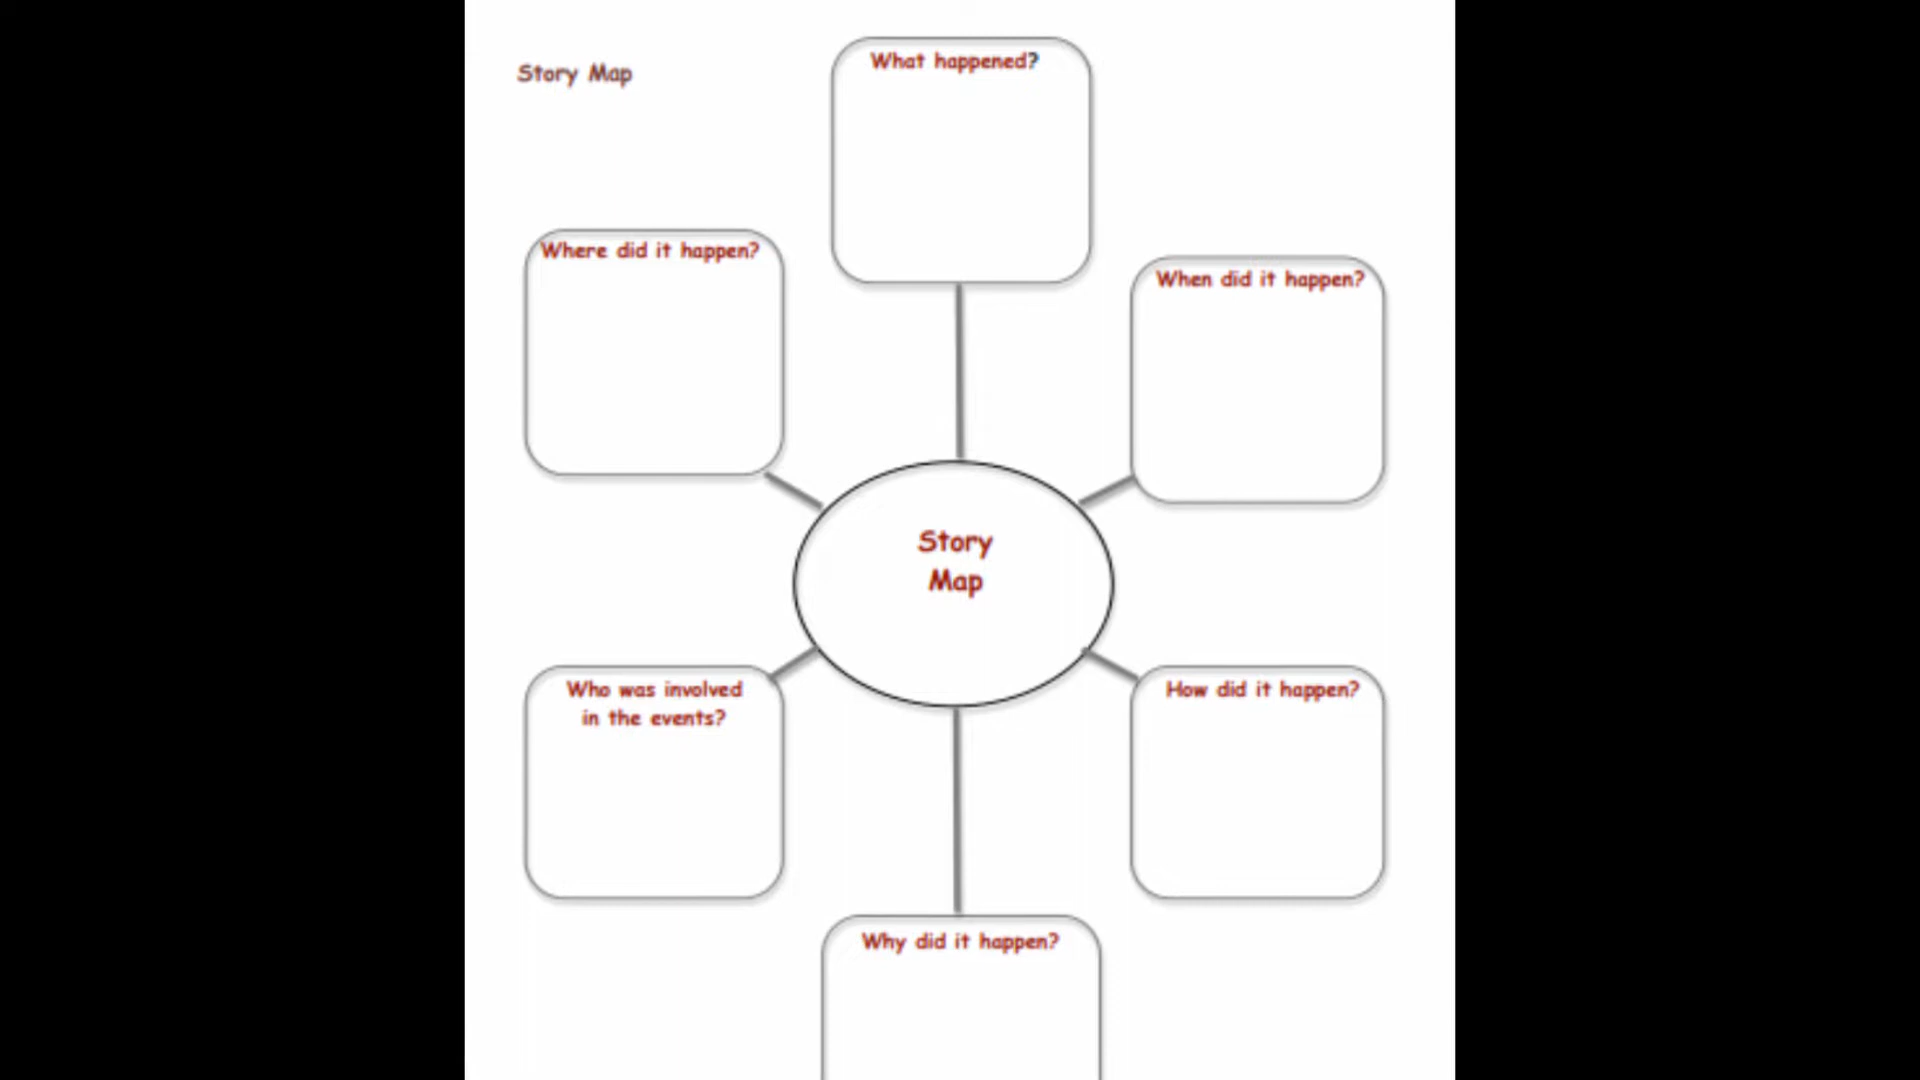 Story Map
What happened?
Where did it happen?
When did it happen?
Story
Map
Who was involved
in the events?
How did it happen?
Why did it happen?